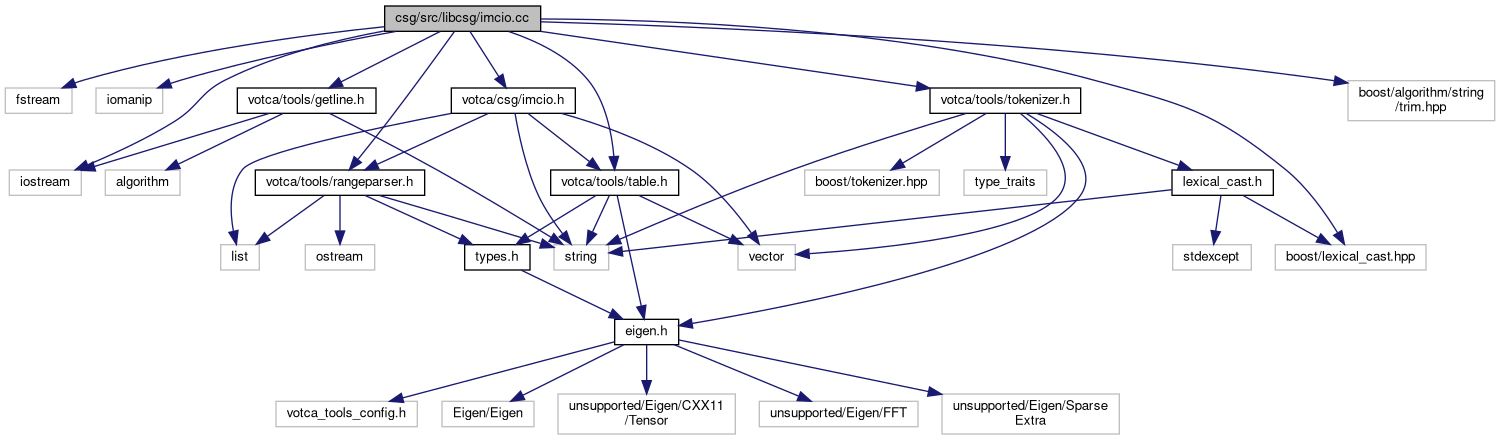 csg/src/libcsg/imcio.cc
fstream
iomanip
votca/tools/getline.h
votca/csg/imcio.h
votca/tools/tokenizer.h
boost/algorithm/string
/trim.hpp
iostream
algorithm
votca/tools/rangeparser.h
votca/tools/table.h
boost/tokenizer.hpp
type_traits
lexical_cast.h
list
ostream
types.h
string
vector
stdexcept
boost/lexical_cast.hpp
eigen.h
votca_tools_config.h
Eigen/Eigen
unsupported/Eigen/CXX11
/Tensor
unsupported/Eigen/FFT
unsupported/Eigen/Sparse
Extra